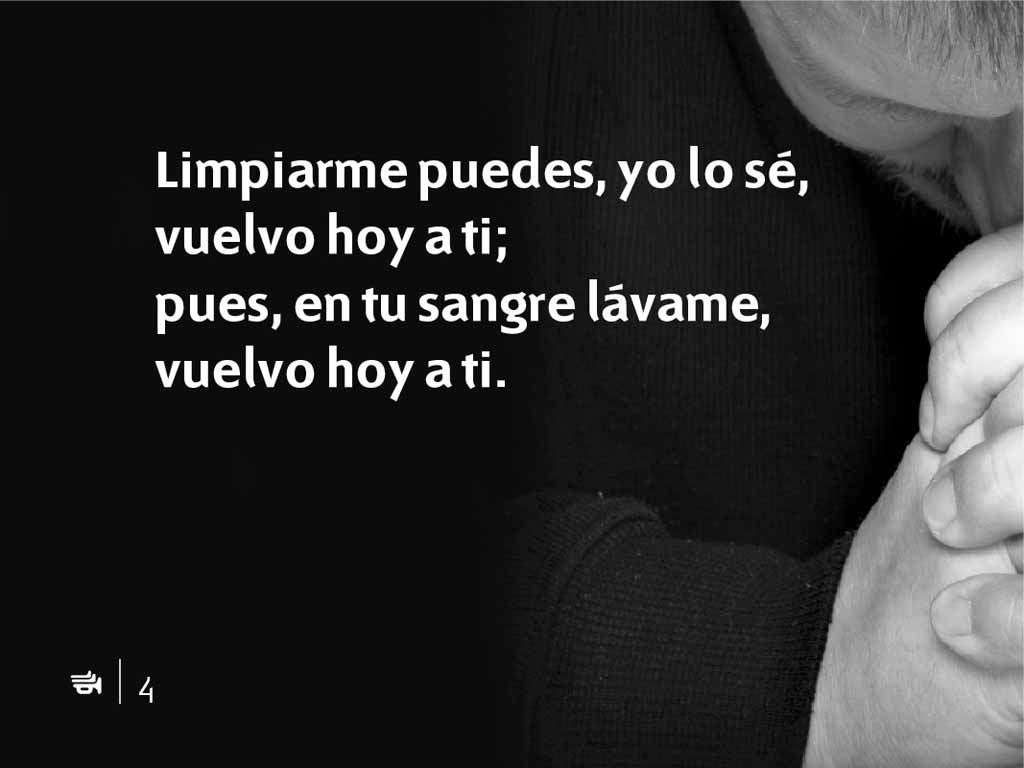 Limpiarme puedes, yo lo sé,
vuelvo hoy a ti;
pues, en tu sangre lávame,
vuelvo hoy a ti.
4